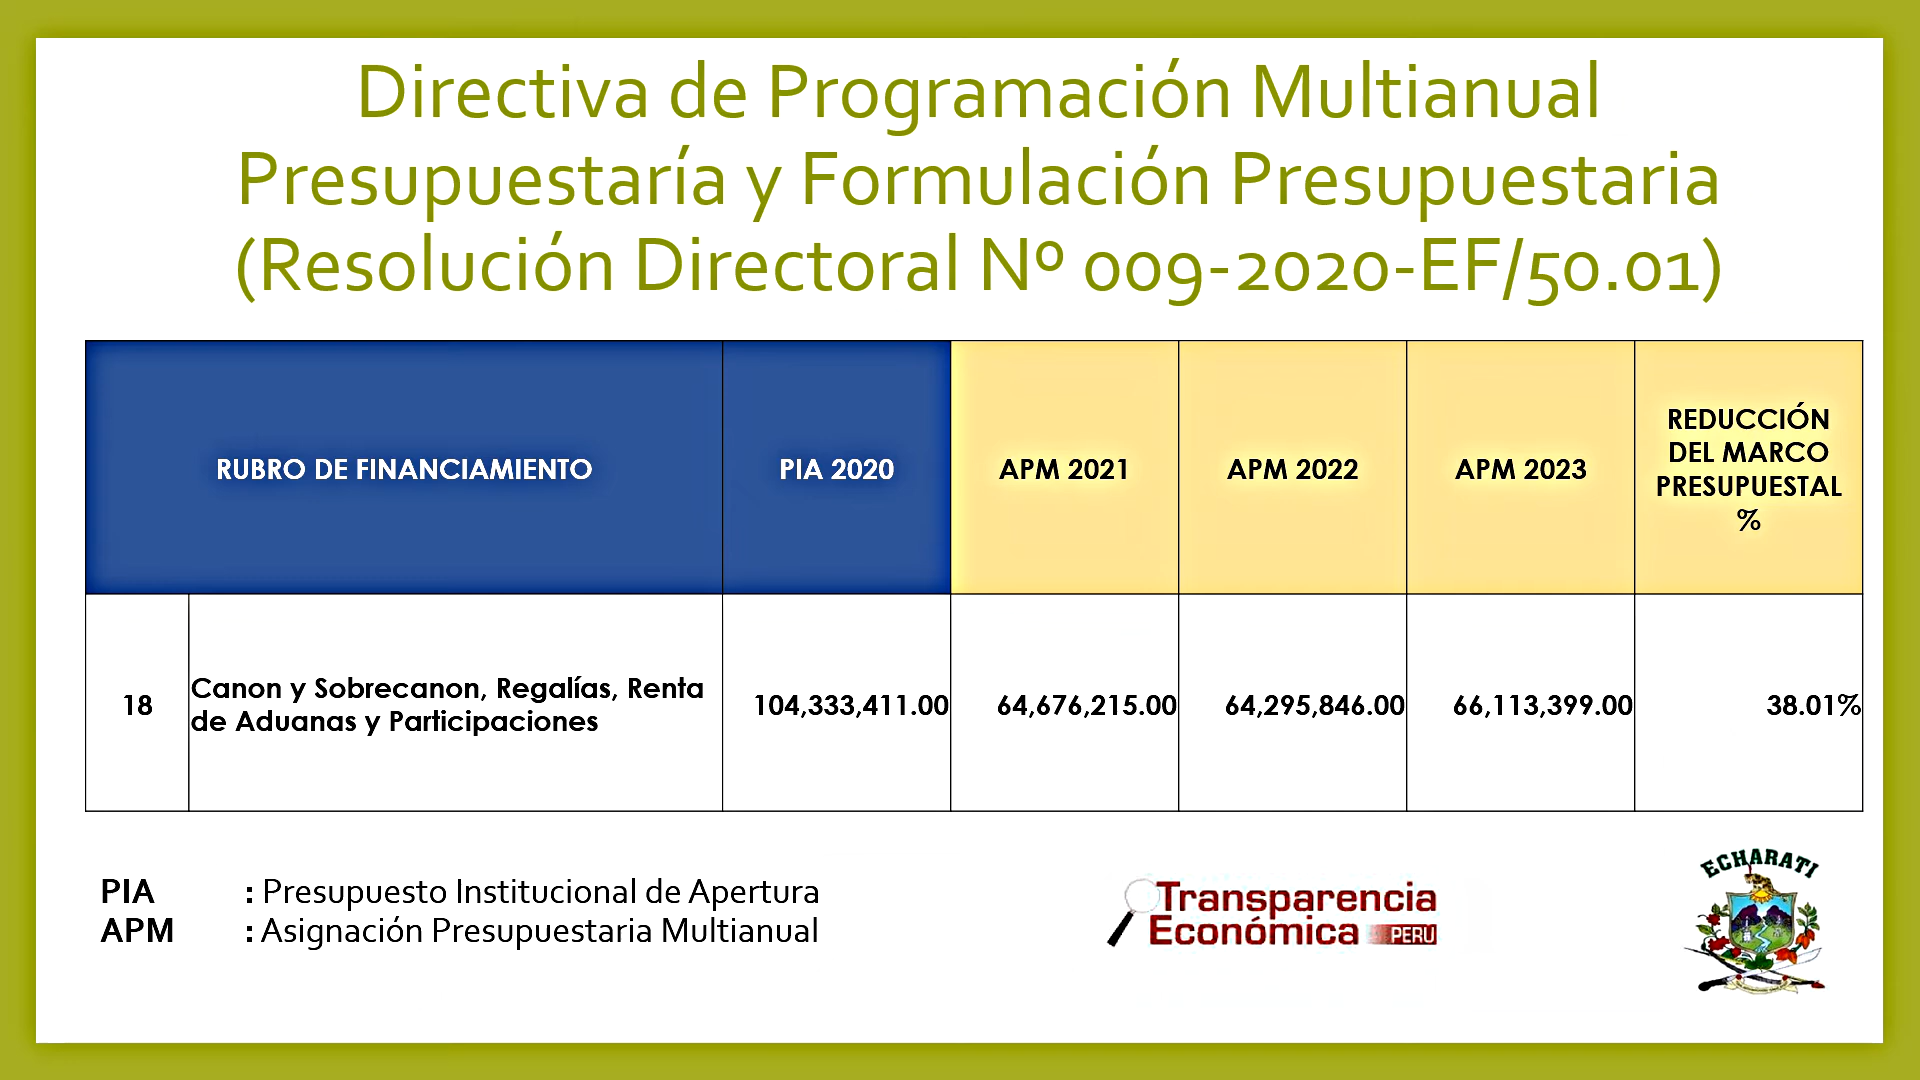 Directiva de Programación Multianual
Presupuestaría y Formulación Presupuestaria
(Resolución Directoral Nº 009-2020-EF/50.01)
RUBRO DE FINANCIAMIENTO
PIA 2020
APM 2021
APM 2022
APM 2023
REDUCCIÓN
DEL MARCO
PRESUPUESTAL
%
18
Canon y Sobrecanon, Regalías, Renta
de Aduanas y Participaciones
104,333,411.00
64,676,215.00
64,295,846.00
66,113,399.00
38.01%
PIA : Presupuesto Institucional de Apertura
APM : Asignación Presupuestaria Multianual
Transparencia
Económica PERU
ECHARATI